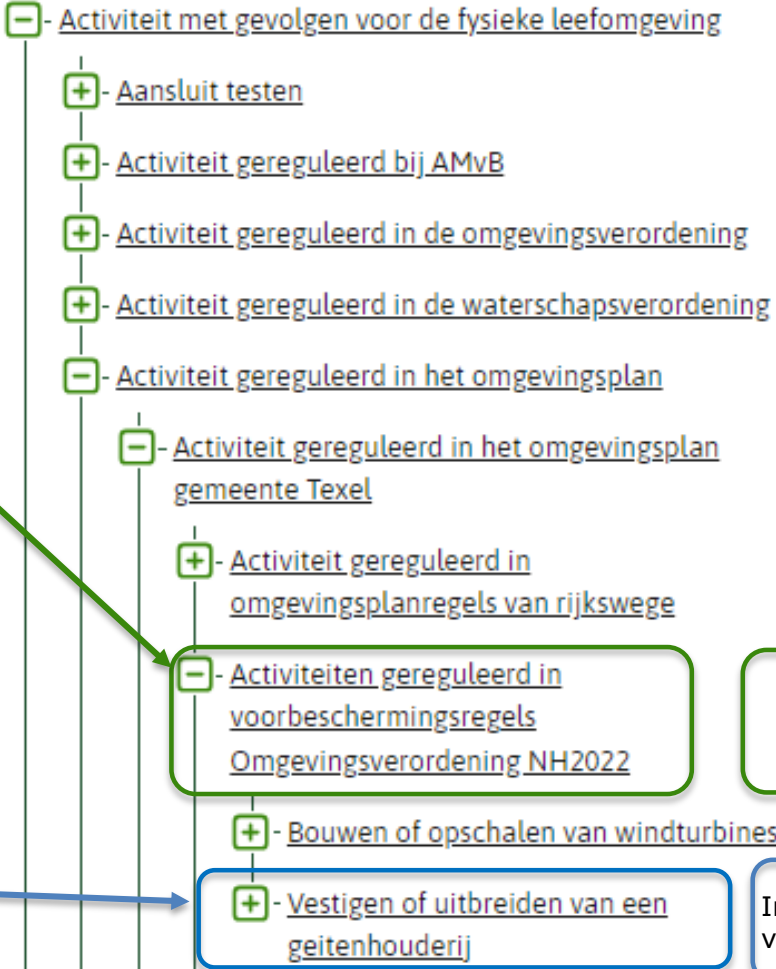 Activiteit met gevolgen voor de fysieke leefomgeving
Aansluit testen
Activiteit gereguleerd bij AMvB
Activiteit gereguleerd in de omgevingsverordening
Activiteit gereguleerd in de waterschapsverordening
Activiteit gereguleerd in het omgevingsplan
Activiteit gereguleerd in het omgevingsplan
gemeente Texel
Activiteit gereguleerd in
omgevingsplanregels van rijkswege
Activiteiten gereguleerd in
voorbeschermingsregels
Omgevingsverordening NH2022
Bouwen of opschalen van windturbines
Vestigen of uitbreiden van een
geitenhouderij